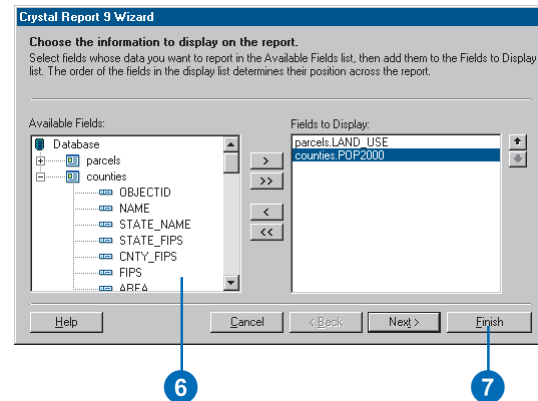 Crystal Report 9 Wizard
Choose the information to display on the report.
Select fields whose data you want to report in the Available Fields list, then add them to the Fields to Display
list. The order of the fields in the display list determines their position across the report.
Available Fields:
Database
parcels
counties
OBJECTID
NAME
STATE_NAME
STATE_FIPS
CNTY_FIPS
FIPS
AREA
>
>>
<
<<
Fields to Display:
parcels.LAND_USE
counties.POP2000
Help
Cancel
< Back
Next >
Finish
6
7